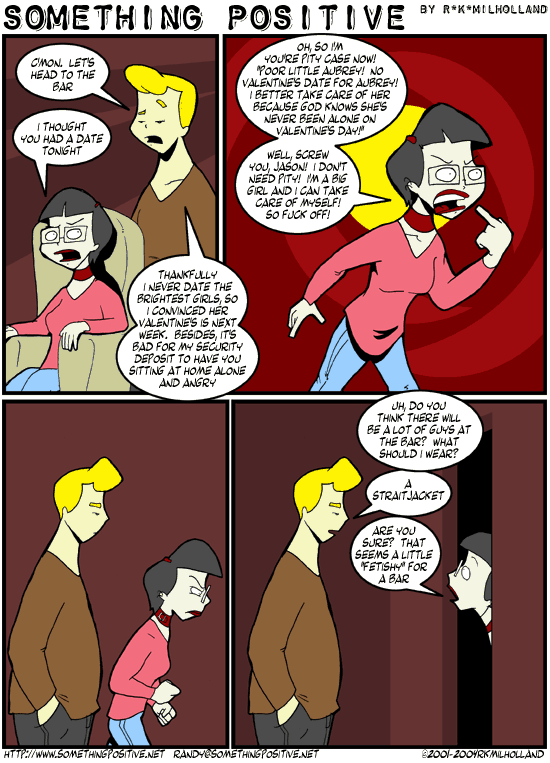 SOMETHING POSITIVE BY R*K*MILHOLLAND
C'MON. LET'S
HEAD TO THE
BAR
I THOUGHT
YOU HAD A DATE
TONIGHT
THANKFULLY
I NEVER DATE THE
BRIGHTEST GIRLS, SO
I CONVINCED HER
VALENTINE'S IS NEXT
WEEK. BESIDES, IT'S
BAD FOR MY SECURITY
DEPOSIT TO HAVE YOU
SITTING AT HOME ALONE
AND ANGRY
OH, SO I'M
YOU'RE PITY CASE NOW!
"POOR LITTLE AUBREY! NO
VALENTINE'S DATE FOR AUBREY!
I BETTER TAKE CARE OF HER
BECAUSE GOD KNOWS SHE'S
NEVER BEEN ALONE ON
VALENTINE'S DAY!"
WELL, SCREW
YOU, JASON! I DON'T
NEED PITY! I'M A BIG
GIRL AND I CAN TAKE
CARE OF MYSELF!
SO FUCK OFF!
UH, DO YOU
THINK THERE WILL
BE A LOT OF GUYS AT
THE BAR? WHAT
SHOULD I WEAR?
A
STRAITJACKET
ARE YOU
SURE? THAT
SEEMS A LITTLE
"FETISHY" FOR
A BAR
HTTP://WWW.SOMETHINGPOSITIVE.NET RANDY@SOMETHINGPOSITIVE.NET ©2001-2004RKMILHOLLAND